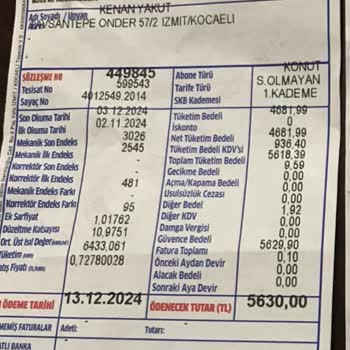 Adı Soyadı / Unvan KENAN YAKUT
SANTEPE ONDER 57/2 IZMIT/KOCAELI
SÖZLEŞME NO 449845
Tesisat No 599543
Sayaç No 4012549.2014
Son Okuma Tarihi 03.12.2024
İlk Okuma Tarihi 02.11.2024
Mekanik Son Endeks 3026
Mekanik İlk Endeks 2545
Korrektör Son Endeks
Korrektör İlk Endeks
Mekanik Endeks Farkı 481
Korrektör Endeks Farkı
Ek Sarfiyat 95
Düzeltme Katsayısı 1,01762
Ort. Üst Isıl Değer 10,9751
Tüketim 6433,061
atış Fiyatı 0,72780028
Abone Türü KONUT
Tarife Türü S.OLMAYAN
SKB Kademesi 1.KADEME
Tüketim Bedeli 4681,99
İskonto 0
Net Tüketim Bedeli 4681,99
Tüketim Bedeli KDV'si 936,40
Toplam Tüketim Bedeli 5618,39
Gecikme Bedeli 9,59
Açma/Kapama Bedeli 0,00
Usulsüzlük Cezası 0,00
Diğer Bedel 0,00
Diğer KDV 1,92
Damga Vergisi 0,00
Güvence Bedeli 0,00
Fatura Toplamı 5629,90
Önceki Aydan Devir 0,10
Alacak Bedeli 0,00
Sonraki Aya Devir 0,00
N ÖDEME TARİHİ 13.12.2024 ÖDENECEK TUTAR (TL) 5630,00
MEMİŞ FATURALAR Adeti: Tutarı:
ATLI BANKA